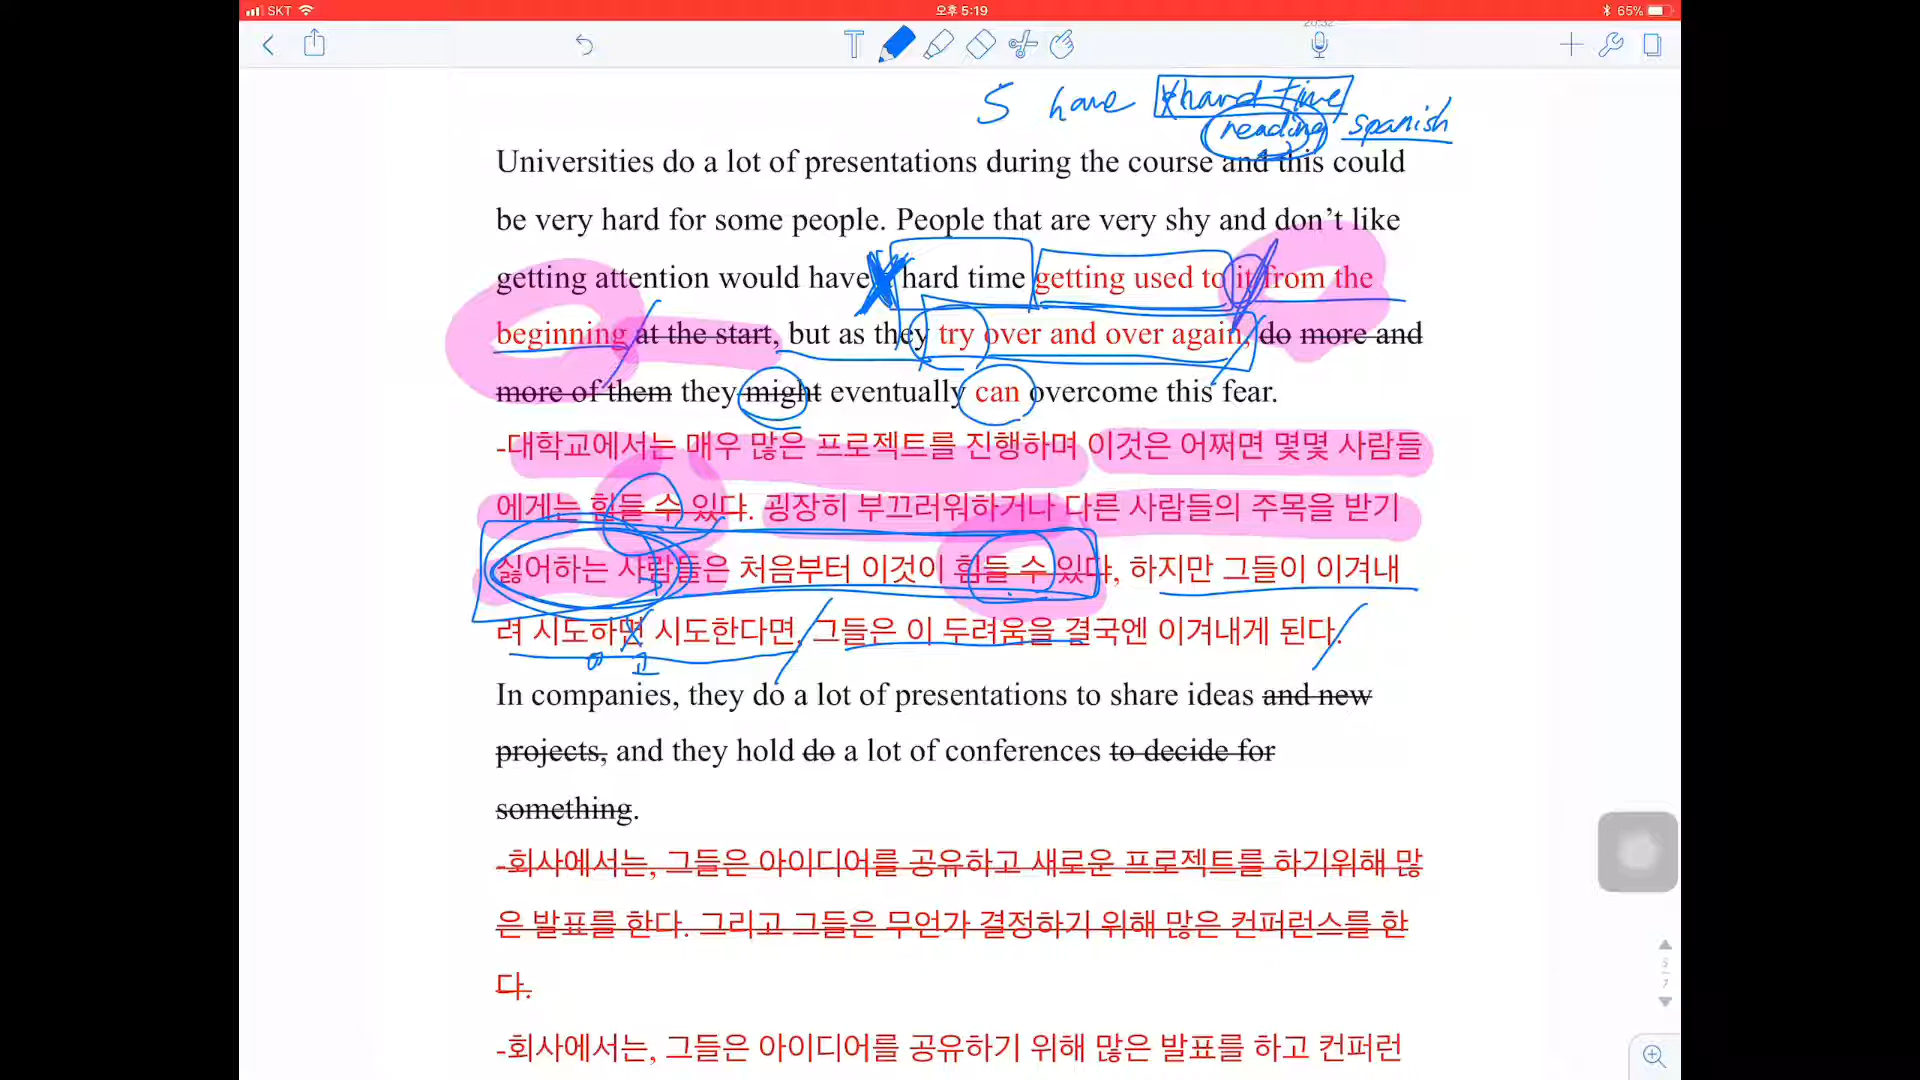 SKT
오후 5:19
65%
20:32
T
S have hard time
reading spanish
Universities do a lot of presentations during the course and this could
be very hard for some people. People that are very shy and don't like
getting attention would have hard time getting used to it from the
beginning at the start, but as they try over and over again, do more and
more of them they might eventually can overcome this fear.
-대학교에서는 매우 많은 프로젝트를 진행하며 이것은 어쩌면 몇몇 사람들
에게는 힘들 수 있다. 굉장히 부끄러워하거나 다른 사람들의 주목을 받기
싫어하는 사람들은 처음부터 이것이 힘들 수 있다, 하지만 그들이 이겨내
려 시도하면 시도한다면, 그들은 이 두려움을 결국엔 이겨내게 된다.
고
In companies, they do a lot of presentations to share ideas and new
projects, and they hold do a lot of conferences to decide for
something.
-회사에서는, 그들은 아이디어를 공유하고 새로운 프로젝트를 하기위해 많
은 발표를 한다. 그리고 그들은 무언가 결정하기 위해 많은 컨퍼런스를 한
다.
-회사에서는, 그들은 아이디어를 공유하기 위해 많은 발표를 하고 컨퍼런
5
7